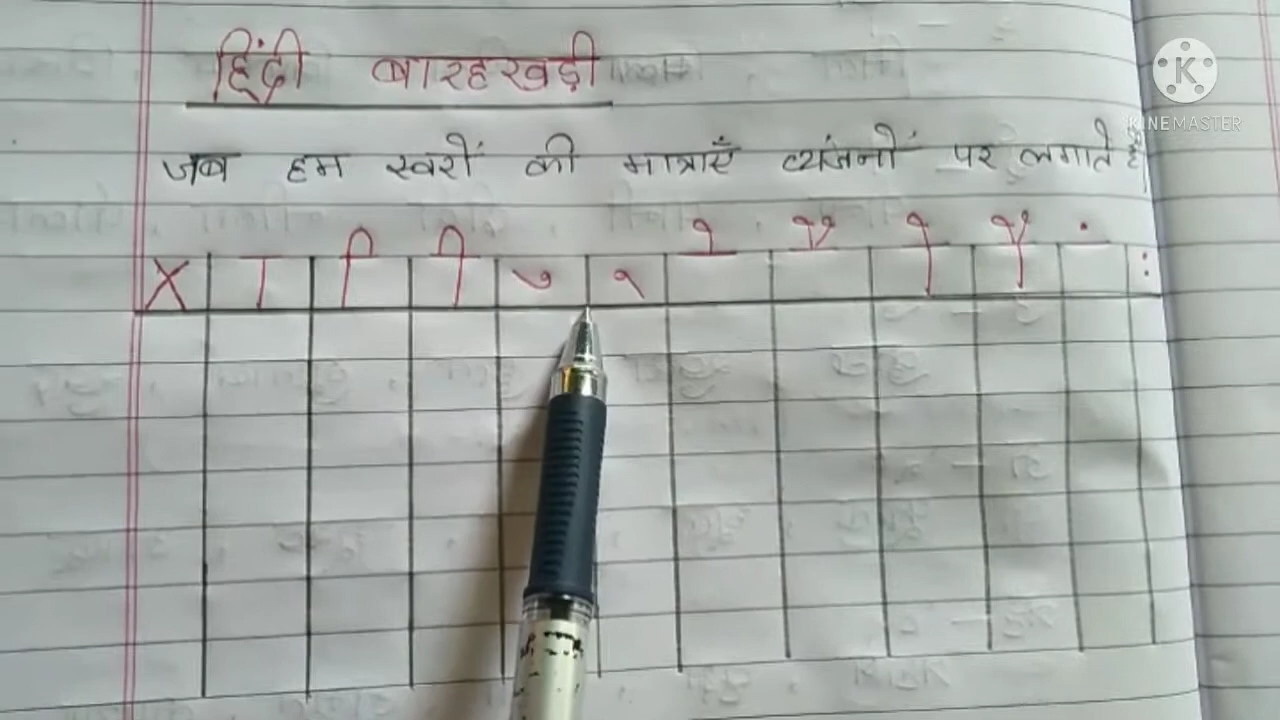 हिंदी बारहखड़ी
K
KINEMASTER
जब हम स्वरों की मात्राएँ व्यंजनों पर लगाते हैं
X ा ि ी ु ू े ै ो ौ ं ः